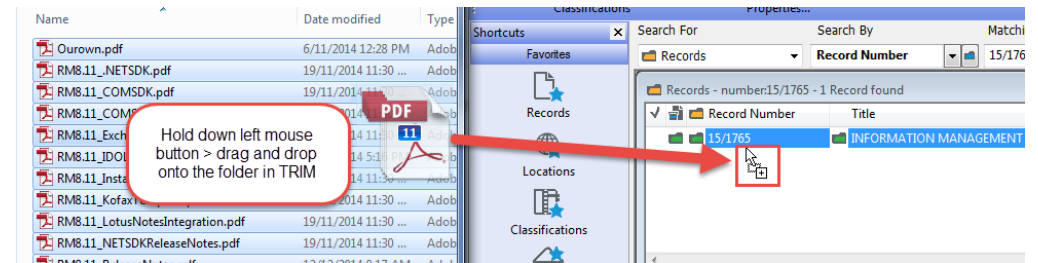 Classifications
Properties...
Name
Date modified
Type
Shortcuts
x
Search For
Search By
Matchi
Favorites
Records
Record Number
15/176
Ourown.pdf
6/11/2014 12:28 PM
Adob
RM8.11_.NETSDK.pdf
19/11/2014 11:30 ...
Adob
RM8.11_COMSDK.pdf
Adob
RM8.11_COMS
RM8.11_Exch
RM8.11_IDOL
RM8.11_Insta
RM8.11_Kofax
19/11/2014 11:30 ...
Adob
RM8.11_LotusNotesIntegration.pdf
19/11/2014 11:30 ...
Adob
RM8.11_NETSDKReleaseNotes.pdf
19/11/2014 11:30 ...
Adob
Hold down left mouse
button > drag and drop
onto the folder in TRIM
PDF
11
Records
Locations
Classifications
Records - number:15/1765 - 1 Record found
Record Number
Title
15/1765
INFORMATION MANAGEMENT